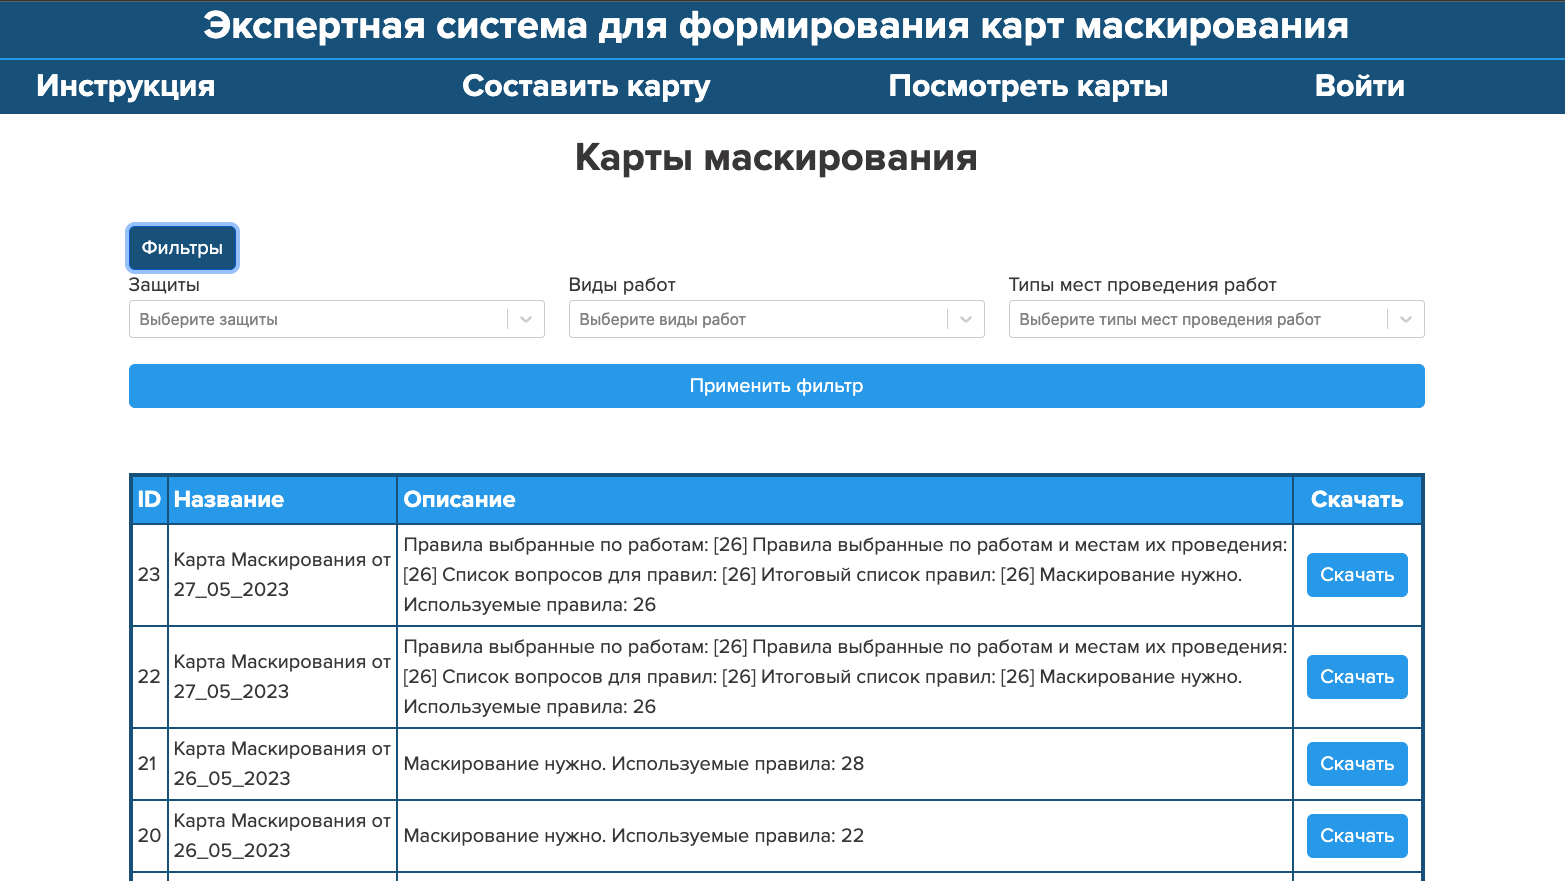 Экспертная система для формирования карт маскирования
Инструкция
Составить карту
Посмотреть карты
Войти
Карты маскирования
Фильтры
Защиты
Виды работ
Типы мест проведения работ
Выберите защиты
Выберите виды работ
Выберите типы мест проведения работ
Применить фильтр
ID
Название
Описание
Скачать
23
Карта Маскирования от
27_05_2023
Правила выбранные по работам: [26] Правила выбранные по работам и местам их проведения:
[26] Список вопросов для правил: [26] Итоговый список правил: [26] Маскирование нужно.
Используемые правила: 26
Скачать
22
Карта Маскирования от
27_05_2023
Правила выбранные по работам: [26] Правила выбранные по работам и местам их проведения:
[26] Список вопросов для правил: [26] Итоговый список правил: [26] Маскирование нужно.
Используемые правила: 26
Скачать
21
Карта Маскирования от
26_05_2023
Маскирование нужно. Используемые правила: 28
Скачать
20
Карта Маскирования от
26_05_2023
Маскирование нужно. Используемые правила: 22
Скачать